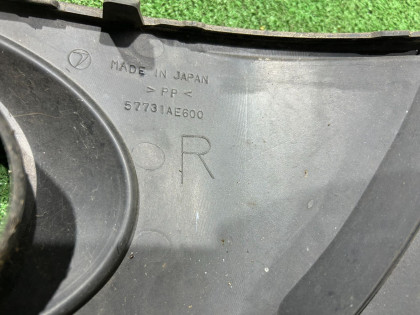 MADE IN JAPAN
> PP <
57731AE600
R